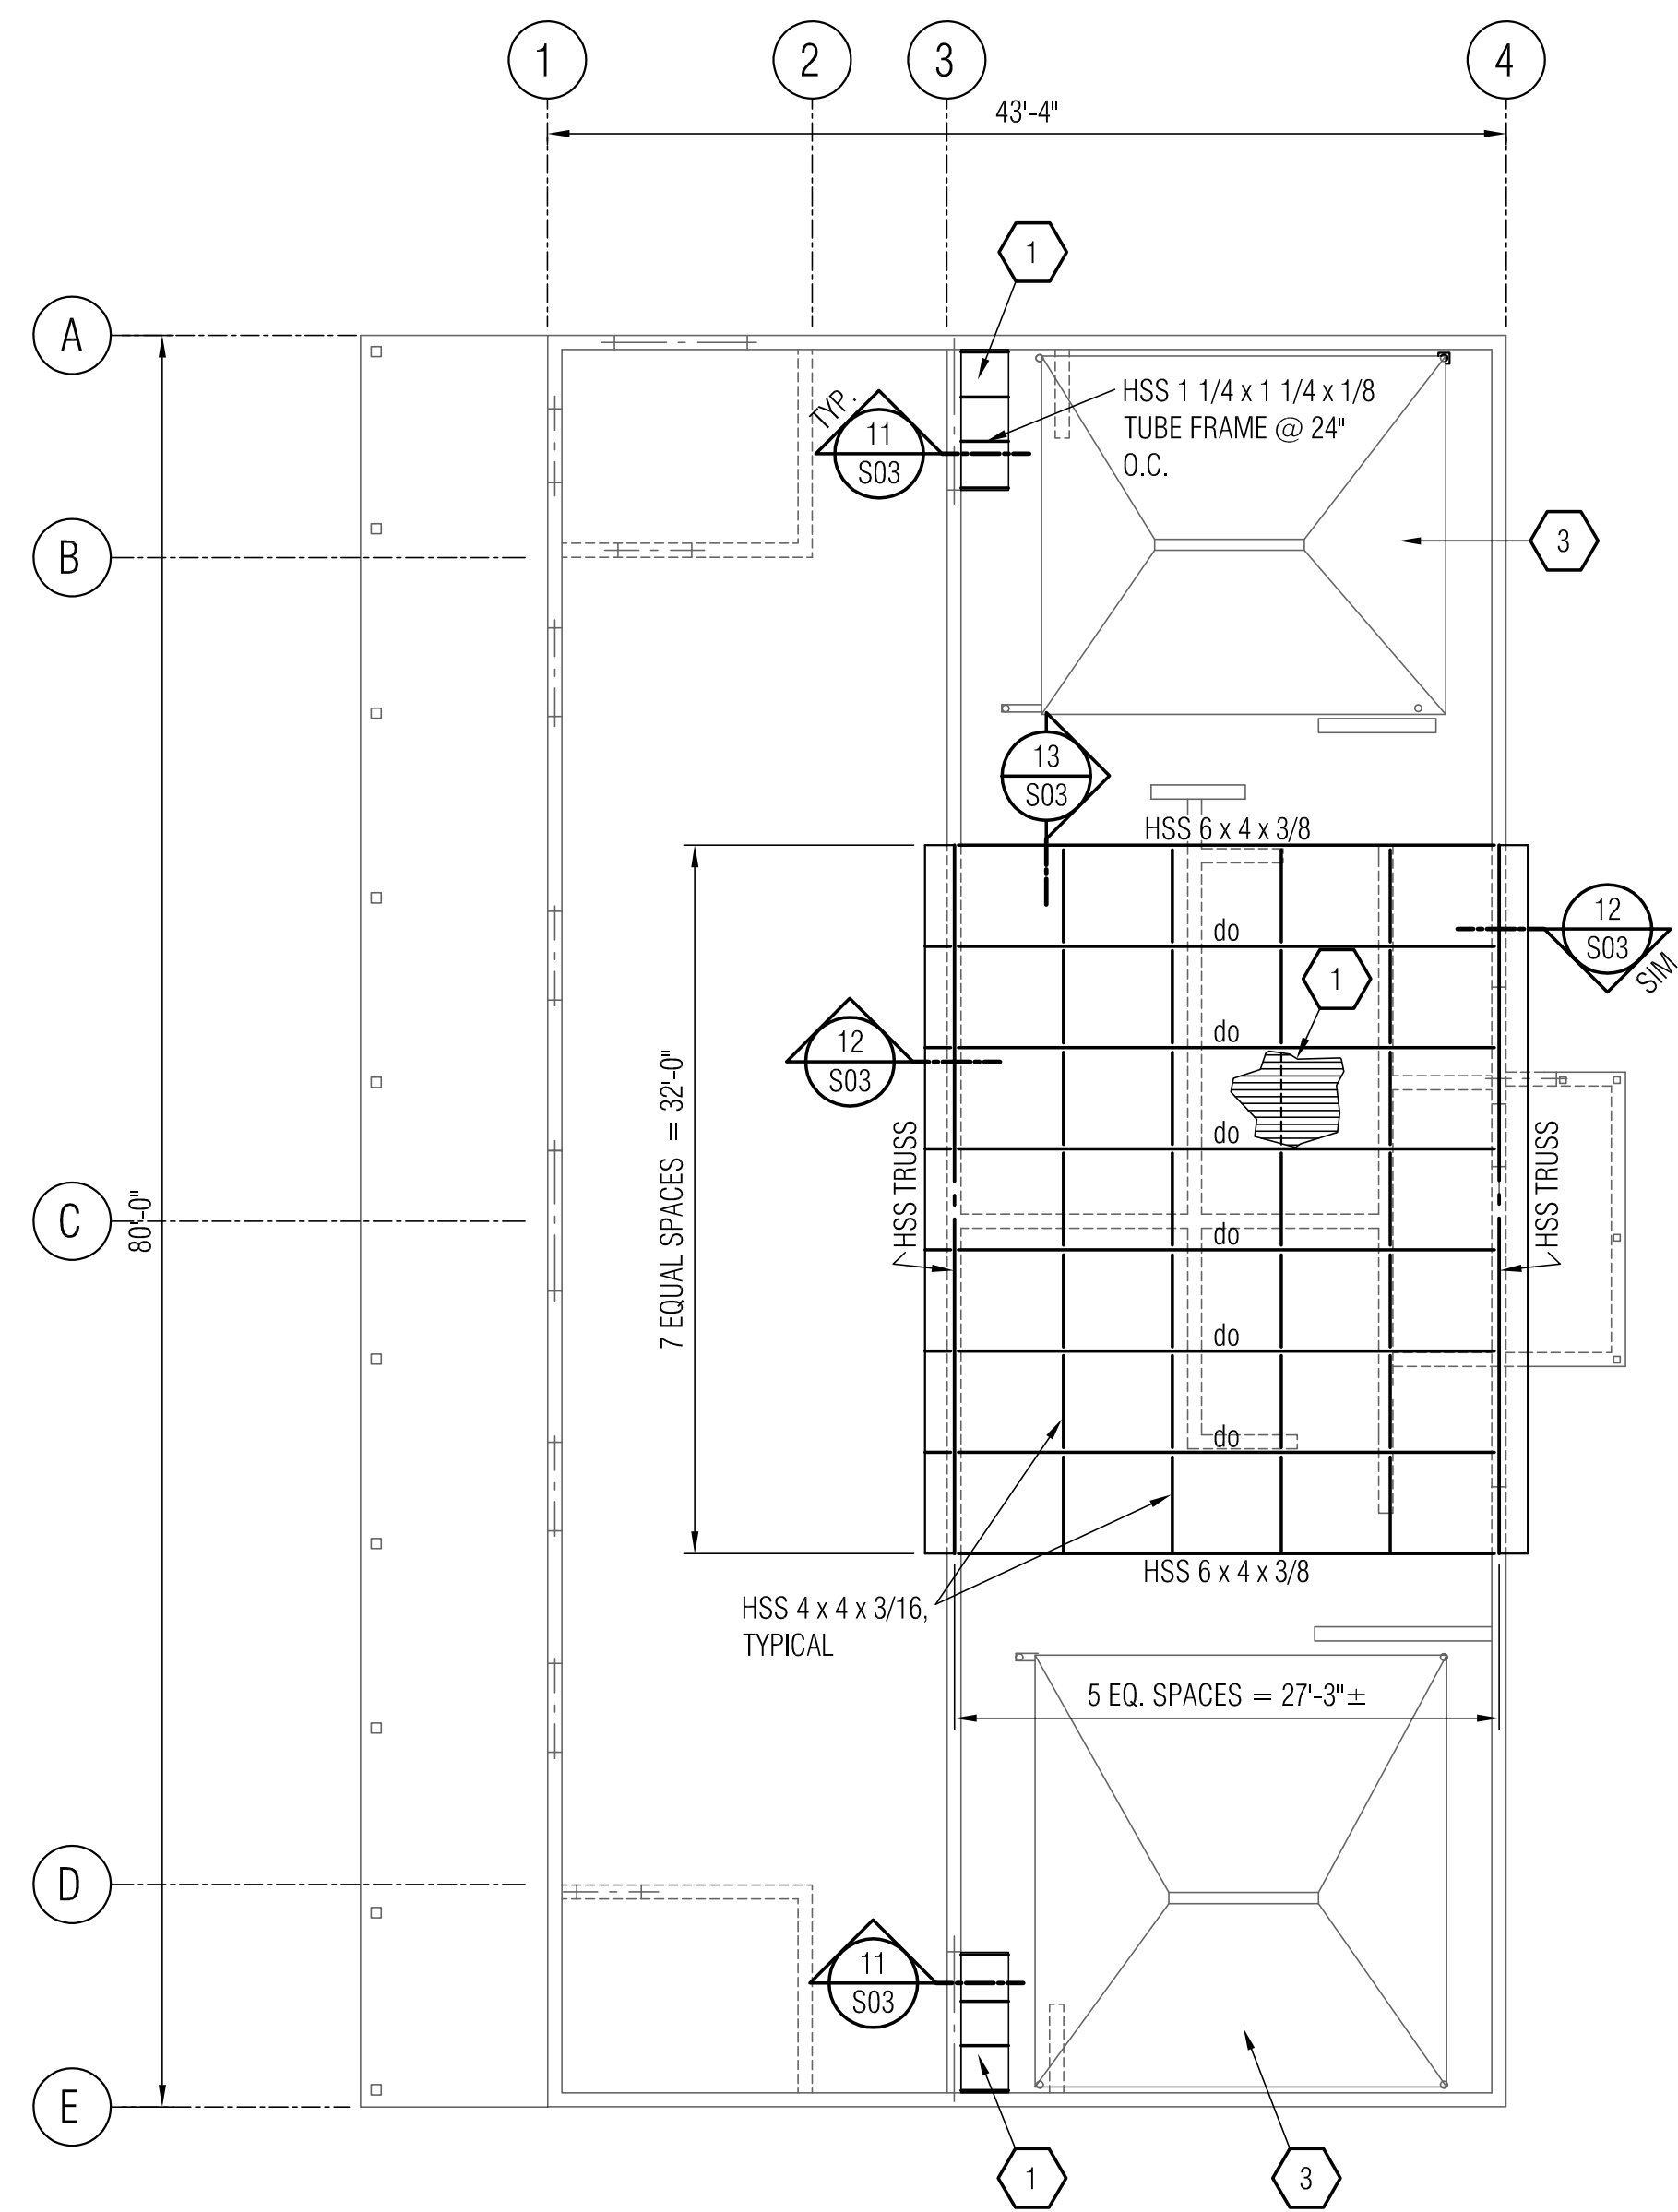 1
2
3
4
43'-4"
1
A
HSS 1 1/4 x 1 1/4 x 1/8
TUBE FRAME @ 24"
O.C.
TYP.
11
S03
B
3
13
S03
HSS 6 x 4 x 3/8
12
S03
SIM
do
1
do
12
S03
do
7 EQUAL SPACES = 32'-0"
HSS TRUSS
HSS TRUSS
C
80'-0"
do
do
do
HSS 6 x 4 x 3/8
HSS 4 x 4 x 3/16,
TYPICAL
5 EQ. SPACES = 27'-3"±
D
11
S03
E
1
3